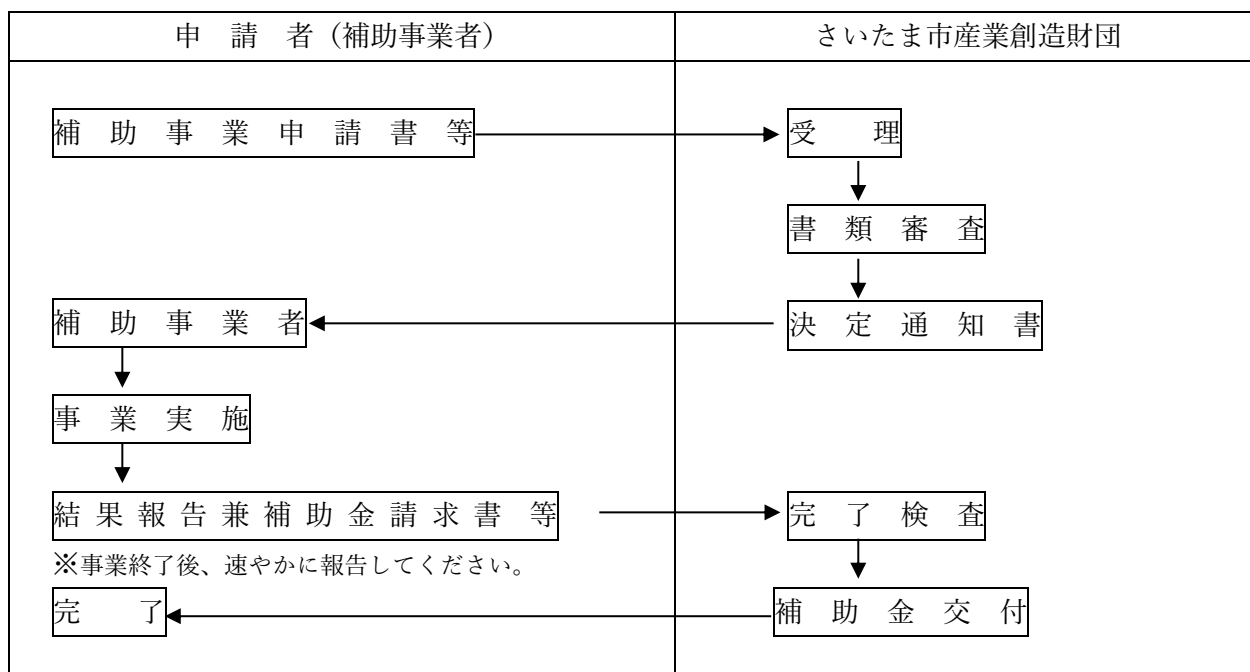 申請者（補助事業者）
さいたま市産業創造財団
補助事業申請書等
受理
書類審査
補助事業者
決定通知書
事業実施
結果報告兼補助金請求書等
完了検査
※事業終了後、速やかに報告してください。
完了
補助金交付